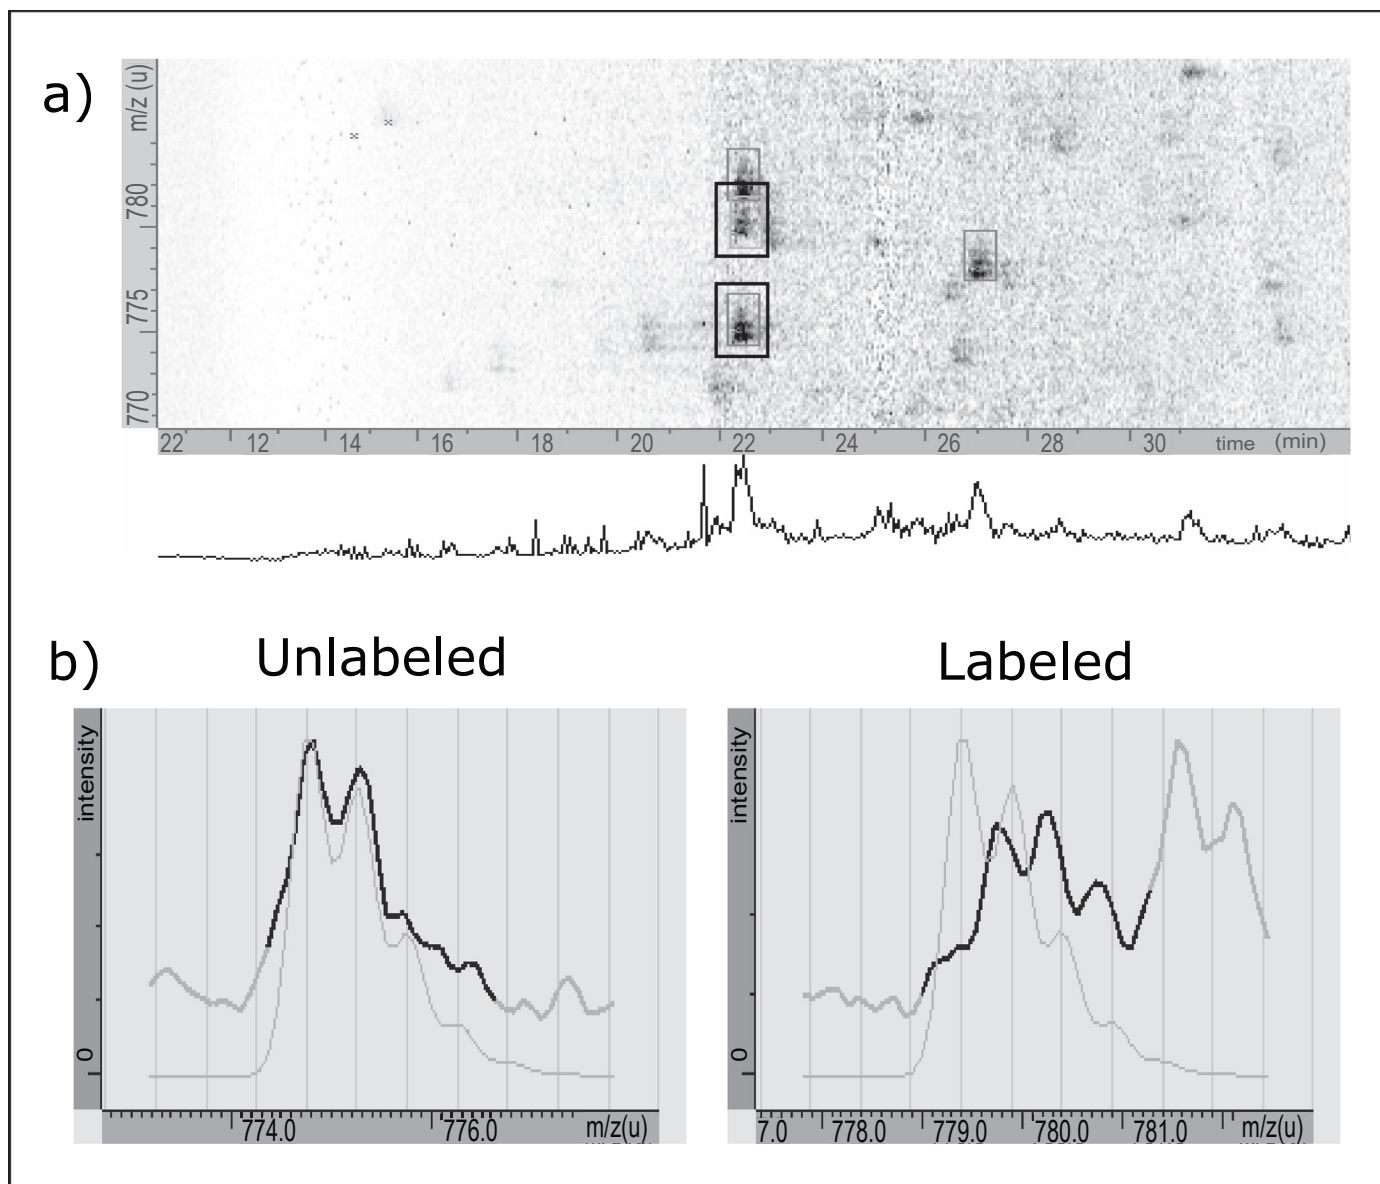 a)
m/z (u)
780
775
770
22 12 14 16 18 20 22 24 26 28 30 time (min)
b)
Unlabeled
Labeled
intensity
0
774.0 776.0 m/z(u)
intensity
0
7.0 778.0 779.0 780.0 781.0 m/z(u)